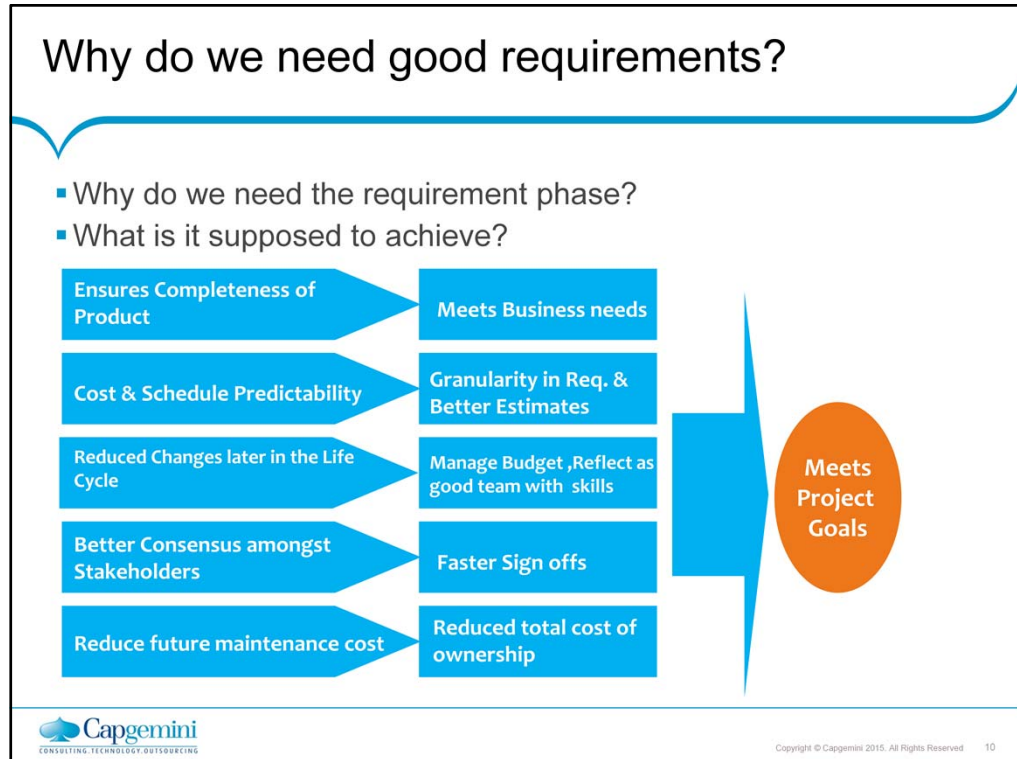 Why do we need good requirements?
▪ Why do we need the requirement phase?
▪ What is it supposed to achieve?
Ensures Completeness of
Product
Meets Business needs
Cost & Schedule Predictability
Granularity in Req. &
Better Estimates
Reduced Changes later in the Life
Cycle
Manage Budget ,Reflect as
good team with skills
Better Consensus amongst
Stakeholders
Faster Sign offs
Reduce future maintenance cost
Reduced total cost of
ownership
Meets
Project
Goals
Capgemini
CONSULTING.TECHNOLOGY.OUTSOURCING
Copyright © Capgemini 2015. All Rights Reserved 10